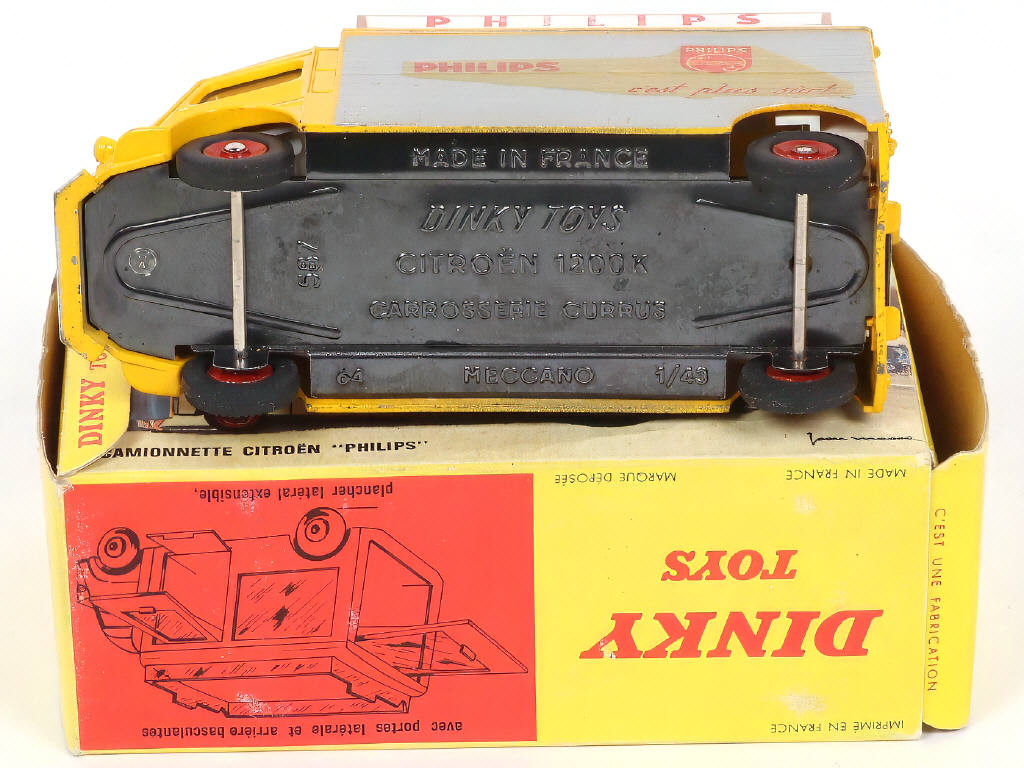 PHILIPS
PHILIPS
PHILIPS
c'est plus sûr!
MADE IN FRANCE
DINKY TOYS
CITROËN 1200K
CARROSSERIE CURRUS
587
64 MECCANO 1/43
DINKY TO
CAMIONNETTE CITROËN "PHILIPS"
plancher latéral extensible,
avec portes latérale et arrière basculantes
MARQUE DÉPOSÉE
MADE IN FRANCE
DINKY
TOYS
IMPRIMÉ EN FRANCE
C'EST UNE FABRICATION